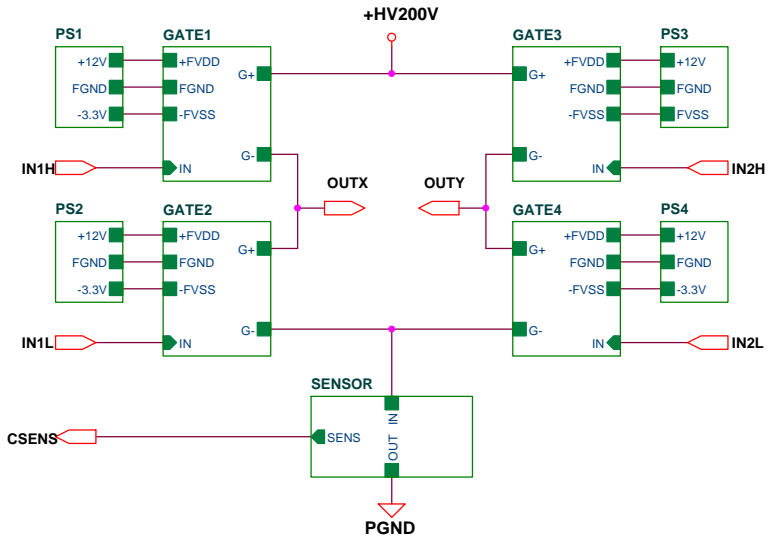 +HV200V
PS1 GATE1 GATE3 PS3
+12V +FVDD +FVDD +12V
G+ G+
FGND FGND FGND FGND
-3.3V -FVSS -FVSS FVSS
G- G-
IN1H IN IN IN2H
OUTX OUTY
PS2 GATE2 GATE4 PS4
+12V +FVDD +FVDD +12V
G+ G+
FGND FGND FGND FGND
-3.3V -FVSS -FVSS -3.3V
G- G-
IN1L IN IN IN2L
SENSOR
IN
CSENS SENS
OUT
PGND